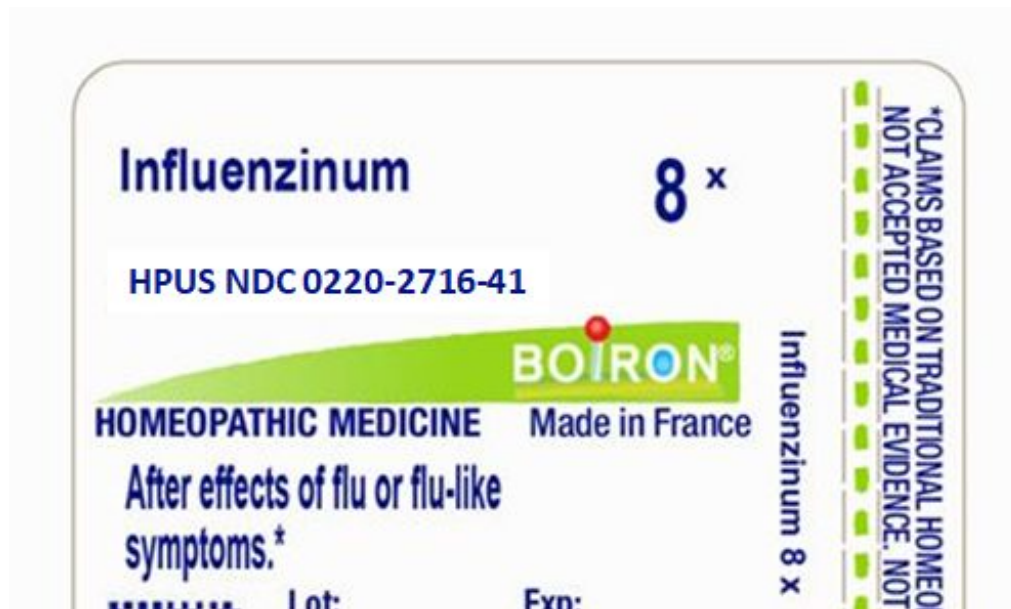 Influenzinum 8 x
HPUS NDC 0220-2716-41
BOIRON®
HOMEOPATHIC MEDICINE Made in France
After effects of flu or flu-like
symptoms.*
Lot: Exp:
Influenzinum 8 x
*CLAIMS BASED ON TRADITIONAL HOMEO
NOT ACCEPTED MEDICAL EVIDENCE. NOT